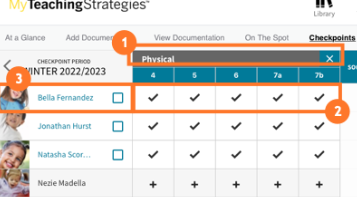 MyTeachingStrategies
Library
At a Glance Add Docume View Documentation On The Spot Checkpoints
1
CHECKPOINT PERIOD
WINTER 2022/2023
3
Physical X
4 5 6 7a 7b
Bella Fernandez
2
Jonathan Hurst
Natasha Scor...
Nezie Madella + + + + +